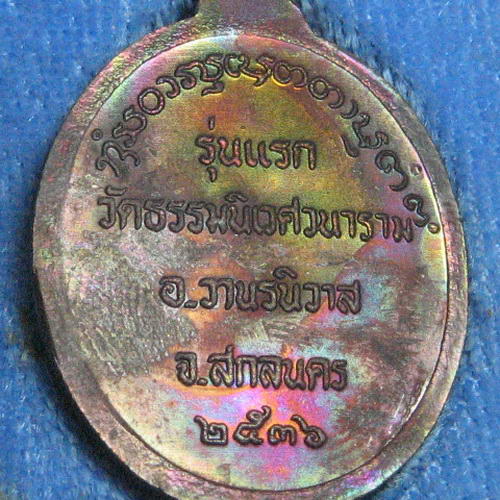 รุ่นแรก
วัดธรรมนิเวศวนาราม
อ.วานรนิวาส
จ.สกลนคร
๒๕๓๖